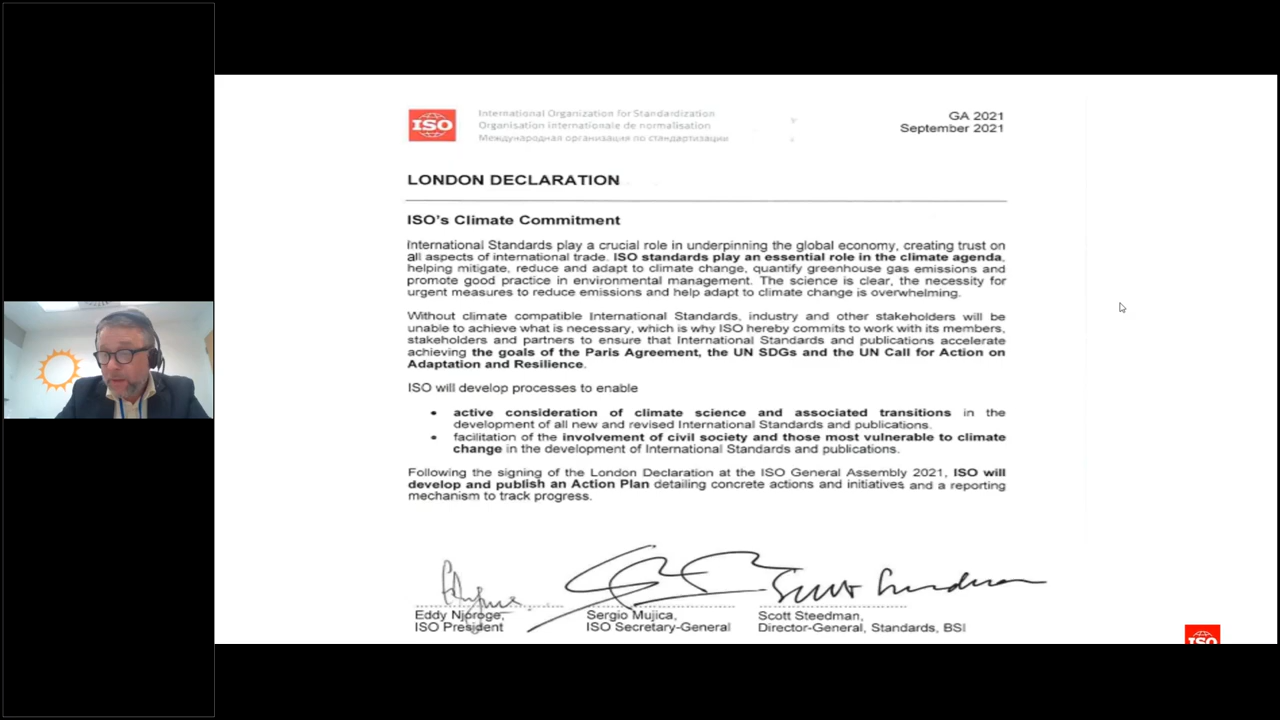 ISO
International Organization for Standardization
Organisation internationale de normalisation
Международная организация по стандартизации
GA 2021
September 2021
LONDON DECLARATION
ISO's Climate Commitment
International Standards play a crucial role in underpinning the global economy, creating trust on
all aspects of international trade. ISO standards play an essential role in the climate agenda,
helping mitigate, reduce and adapt to climate change, quantify greenhouse gas emissions and
promote good practice in environmental management. The science is clear, the necessity for
urgent measures to reduce emissions and help adapt to climate change is overwhelming.
Without climate compatible International Standards, industry and other stakeholders will be
unable to achieve what is necessary, which is why ISO hereby commits to work with its members,
stakeholders and partners to ensure that International Standards and publications accelerate
achieving the goals of the Paris Agreement, the UN SDGs and the UN Call for Action on
Adaptation and Resilience.
ISO will develop processes to enable
• active consideration of climate science and associated transitions in the
development of all new and revised International Standards and publications.
• facilitation of the involvement of civil society and those most vulnerable to climate
change in the development of International Standards and publications.
Following the signing of the London Declaration at the ISO General Assembly 2021, ISO will
develop and publish an Action Plan detailing concrete actions and initiatives and a reporting
mechanism to track progress.
Eddy Njoroge,
ISO President
Sergio Mujica,
ISO Secretary-General
Scott Steedman,
Director-General, Standards, BSI
ISO